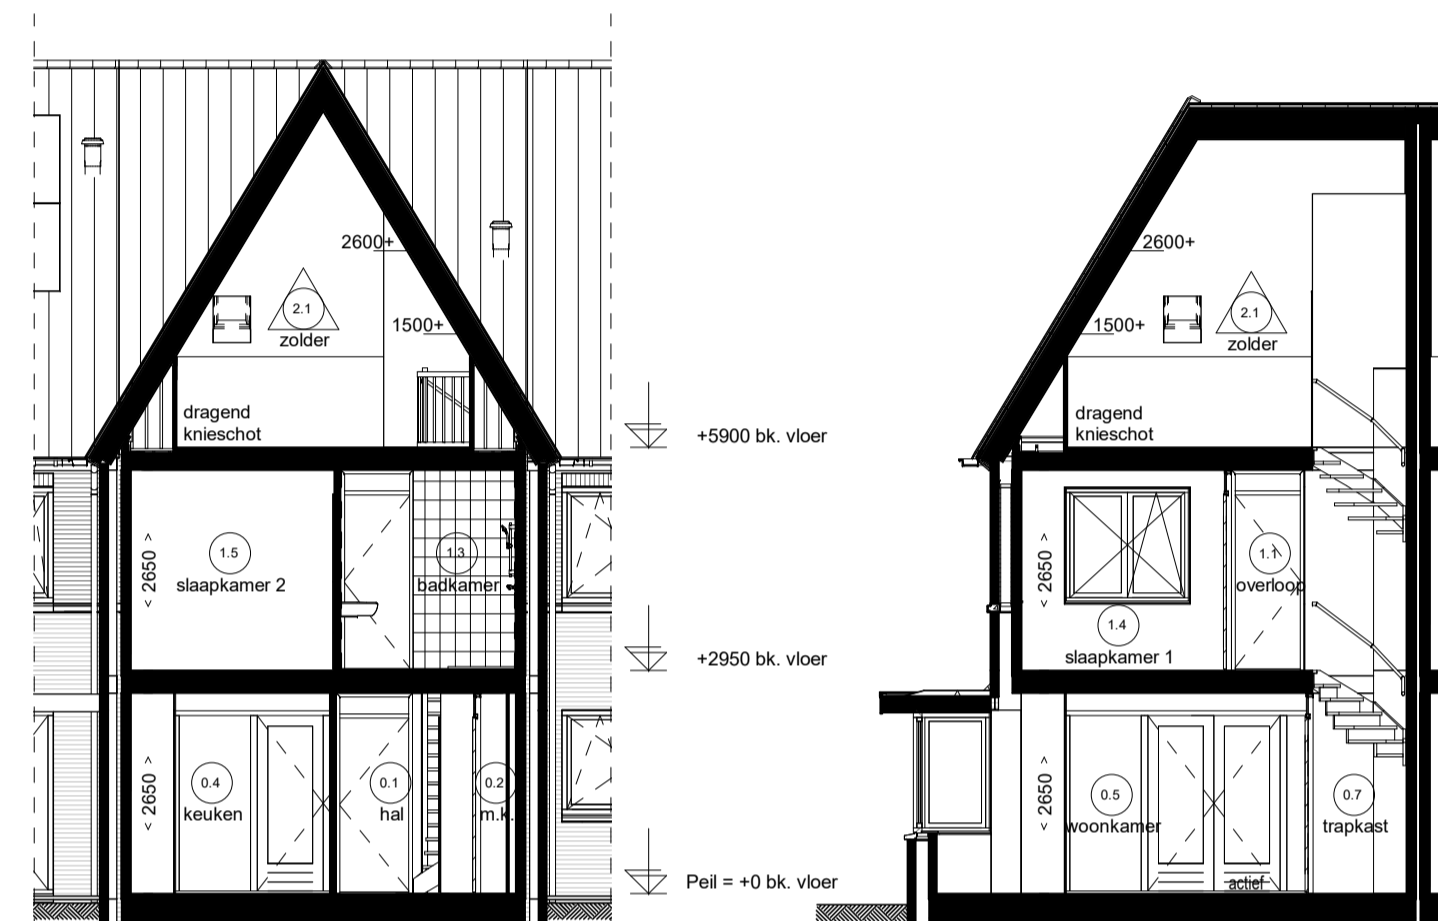 2600+
2600+
2.1
zolder
2.1
zolder
1500+
1500+
dragend
knieschot
dragend
knieschot
+5900 bk. vloer
< 2650 >
1.5
slaapkamer 2
1.3
badkamer
< 2650 >
1.1
overloop
1.4
slaapkamer 1
+2950 bk. vloer
< 2650 >
0.4
keuken
0.1
hal
0.2
m.k.
< 2650 >
0.5
woonkamer
0.7
trapkast
Peil = +0 bk. vloer
actief